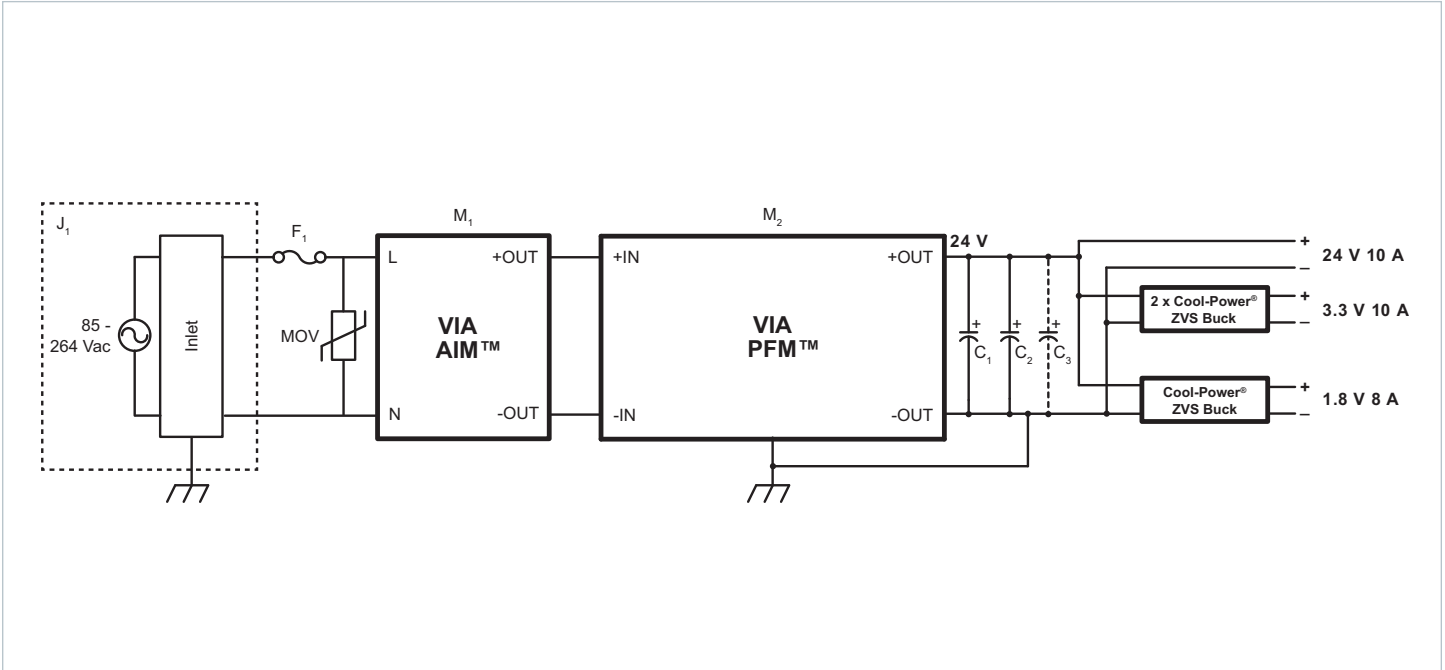 J1
F1
M1
M2
85 -
264 Vac
Inlet
MOV
L
N
+OUT
-OUT
VIA
AIM™
+IN
-IN
VIA
PFM™
+OUT
-OUT
24 V
+
C1
+
C2
+
C3
+
–
24 V 10 A
2 x Cool-Power®
ZVS Buck
+
–
3.3 V 10 A
Cool-Power®
ZVS Buck
+
–
1.8 V 8 A